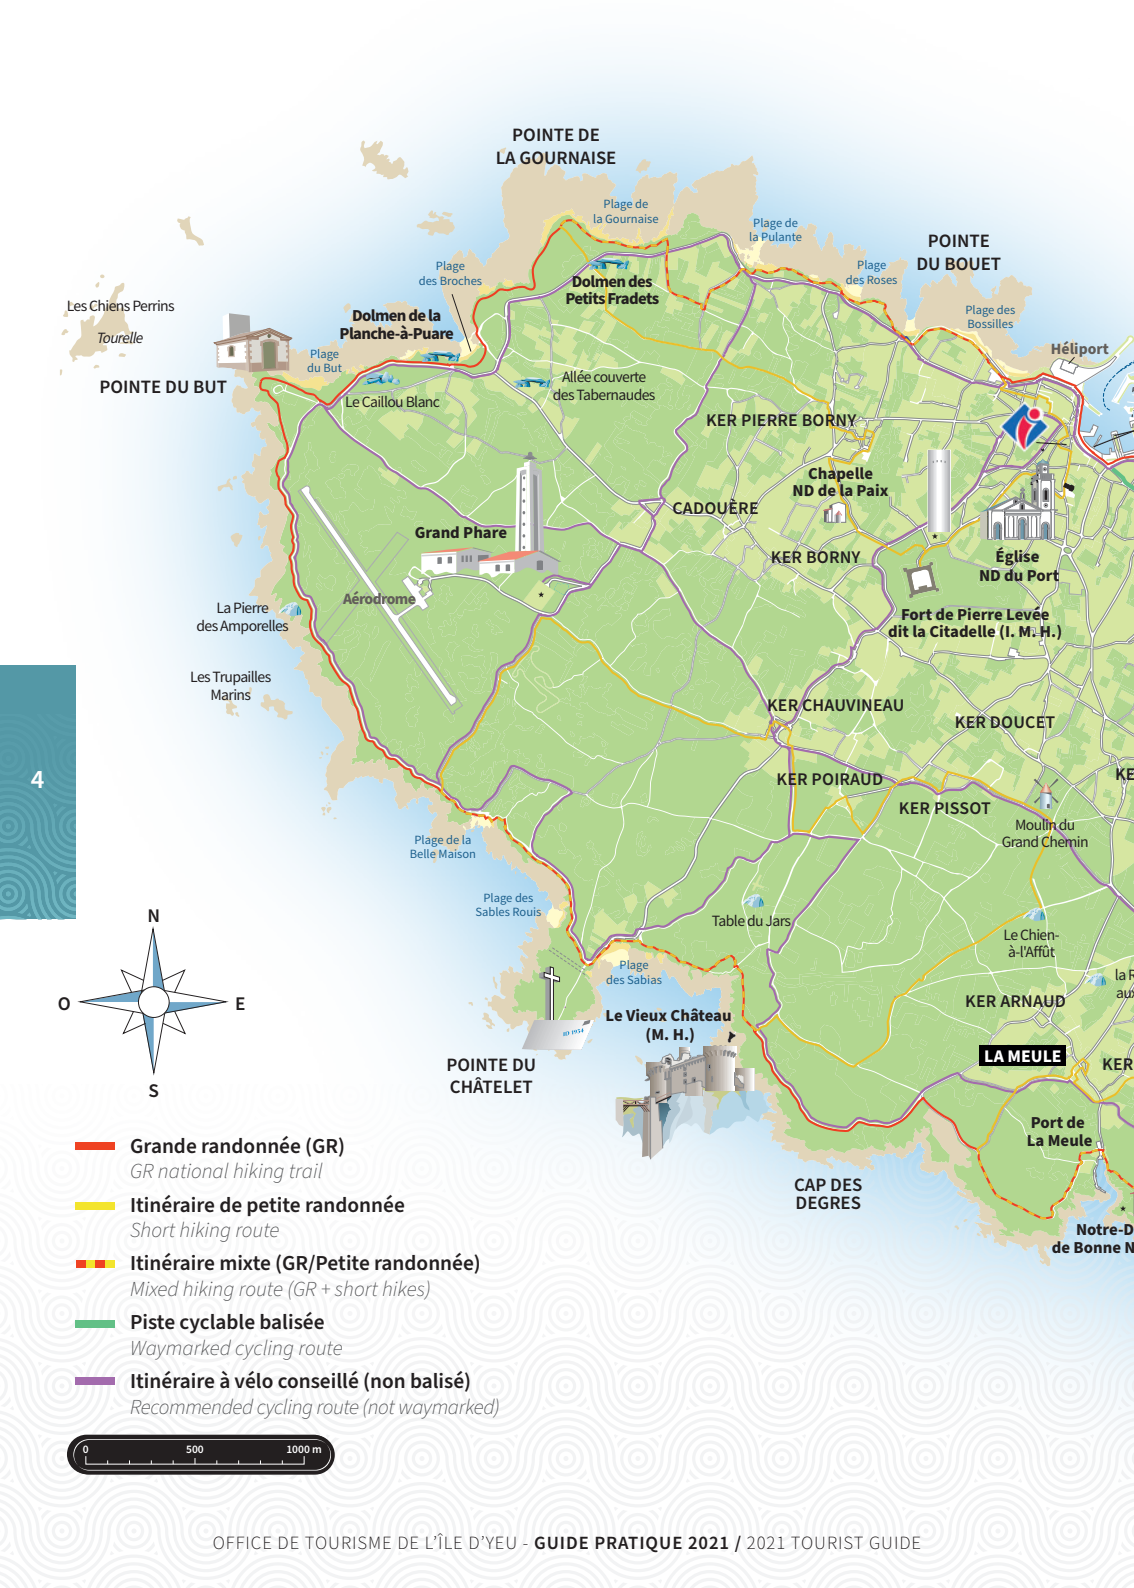 POINTE DE
LA GOURNAISE
Plage de
la Gournaise
Plage de
la Pulante
POINTE
DU BOUET
Plage
des Broches
Plage
des Roses
Dolmen des
Petits Fradets
Les Chiens Perrins
Tourelle
Dolmen de la
Planche-à-Puare
Plage des
Bossilles
Héliport
Plage
du But
POINTE DU BUT
Le Caillou Blanc
Allée couverte
des Tabernaudes
KER PIERRE BORNY
Chapelle
ND de la Paix
CADOUÈRE
Grand Phare
KER BORNY
Église
ND du Port
Aérodrome
La Pierre
des Amporelles
Fort de Pierre Levée
dit la Citadelle (I. M. H.)
Les Trupailles
Marins
KER CHAUVINEAU
KER DOUCET
4
KER POIRAUD
KE
KER PISSOT
Moulin du
Grand Chemin
Plage de la
Belle Maison
Plage des
Sables Rouis
Table du Jars
Le Chien-
à-l'Affût
N
O
E
S
Plage
des Sabias
la R
aux
KER ARNAUD
Le Vieux Château
(M. H.)
ID 1954
LA MEULE
KER
POINTE DU
CHÂTELET
Port de
La Meule
CAP DES
DEGRES
Notre-D
de Bonne N
Grande randonnée (GR)
GR national hiking trail
Itinéraire de petite randonnée
Short hiking route
Itinéraire mixte (GR/Petite randonnée)
Mixed hiking route (GR + short hikes)
Piste cyclable balisée
Waymarked cycling route
Itinéraire à vélo conseillé (non balisé)
Recommended cycling route (not waymarked)
0 500 1000 m
OFFICE DE TOURISME DE L'ÎLE D'YEU - GUIDE PRATIQUE 2021 / 2021 TOURIST GUIDE